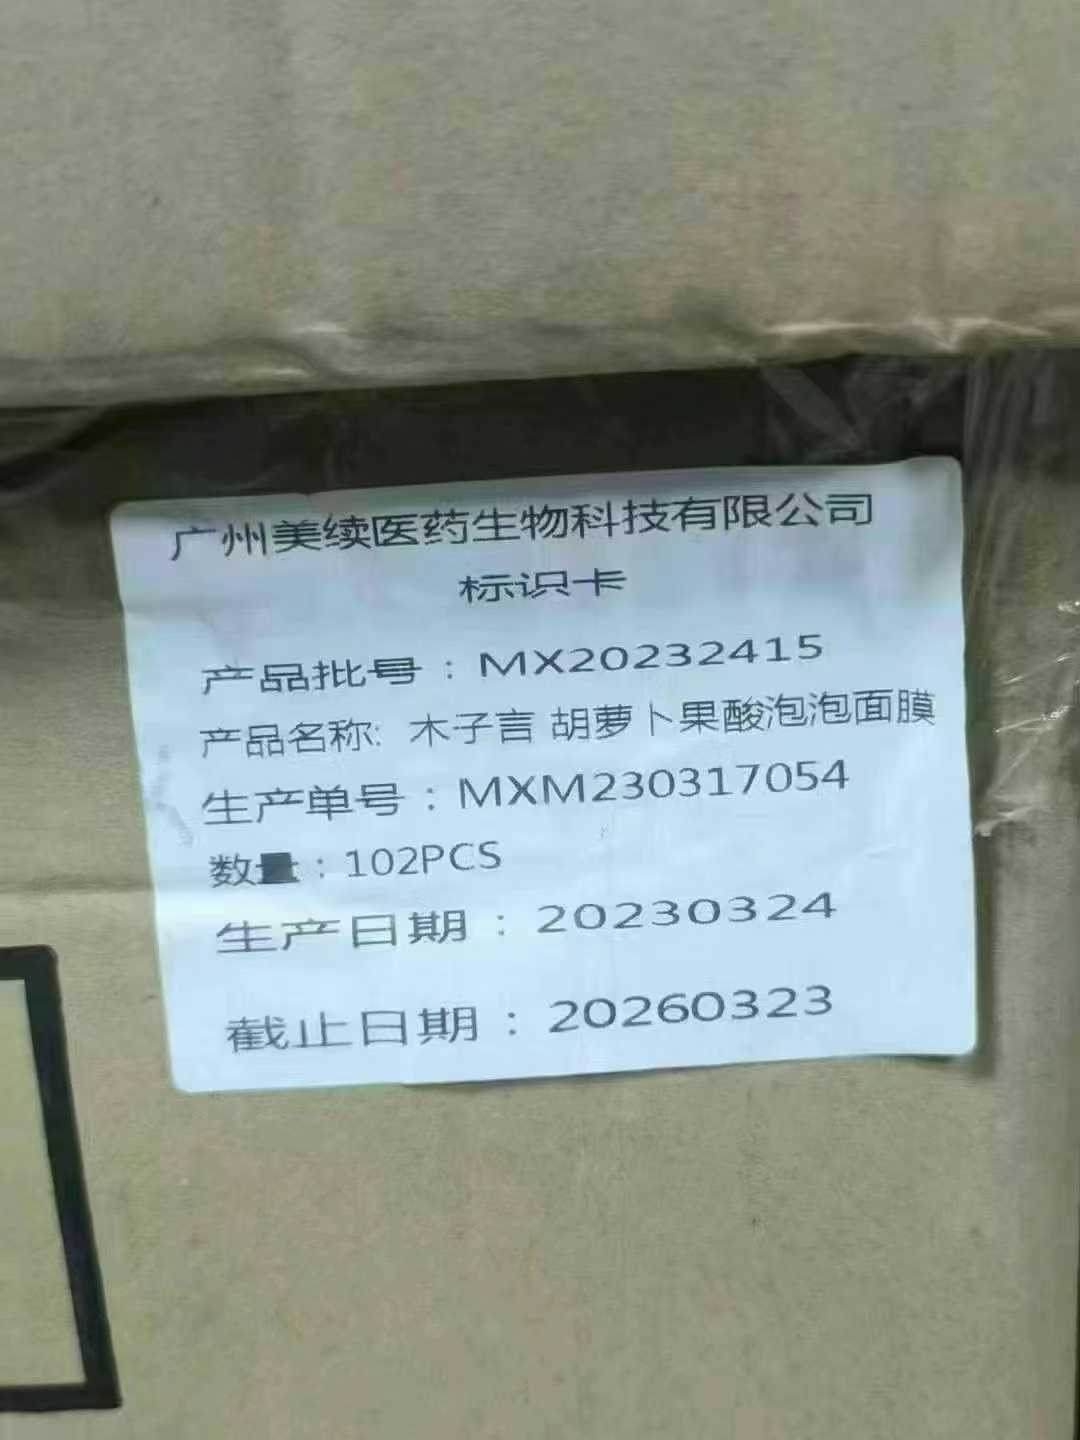 广州美续医药生物科技有限公司
标识卡
产品批号：MX20232415
产品名称: 木子言 胡萝卜果酸泡泡面膜
生产单号：MXM230317054
数量：102PCS
生产日期：20230324
截止日期：20260323